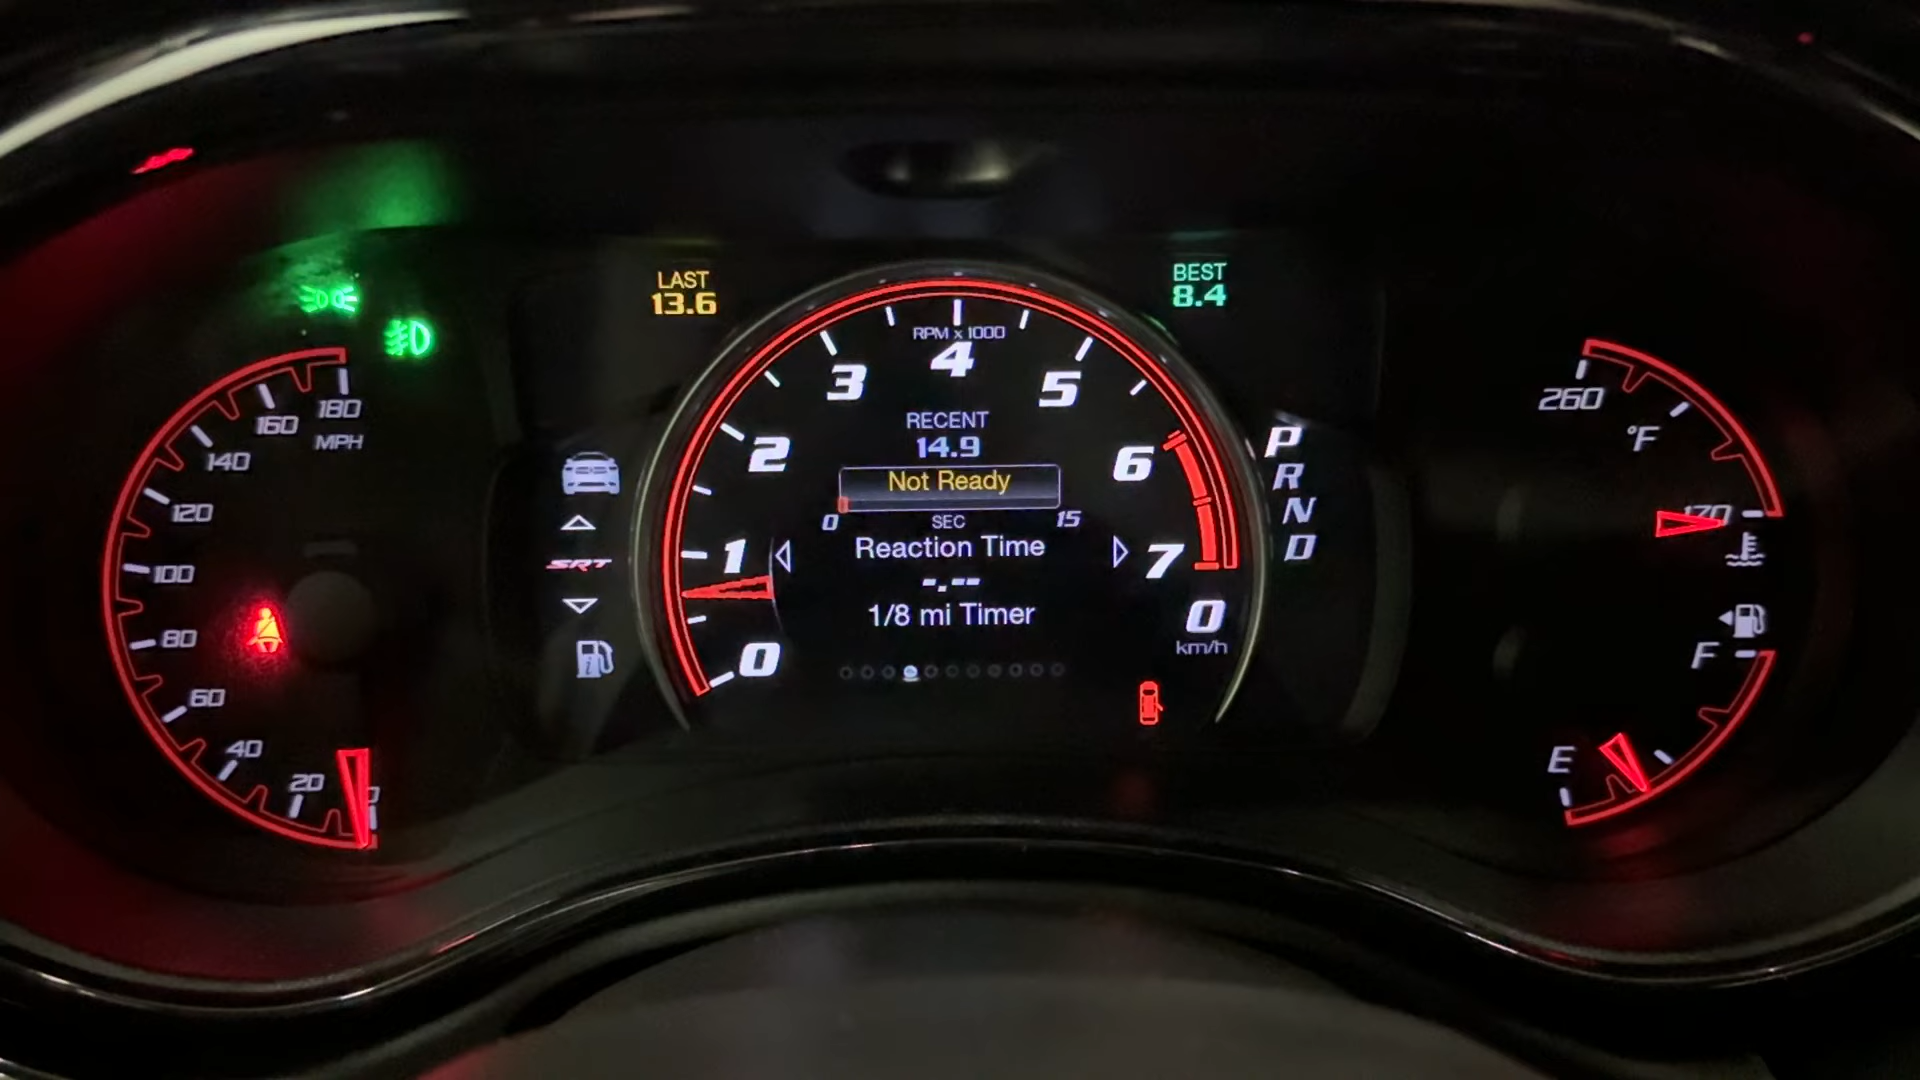 LAST
13.6
BEST
8.4
RPM x 1000
0
1
2
3
4
5
6
7
RECENT
14.9
Not Ready
0 SEC 15
Reaction Time
-.--
1/8 mi Timer
0
km/h
SRT
P
R
N
D
180
160
MPH
140
120
100
80
60
40
20
0
260
°F
170
F
E